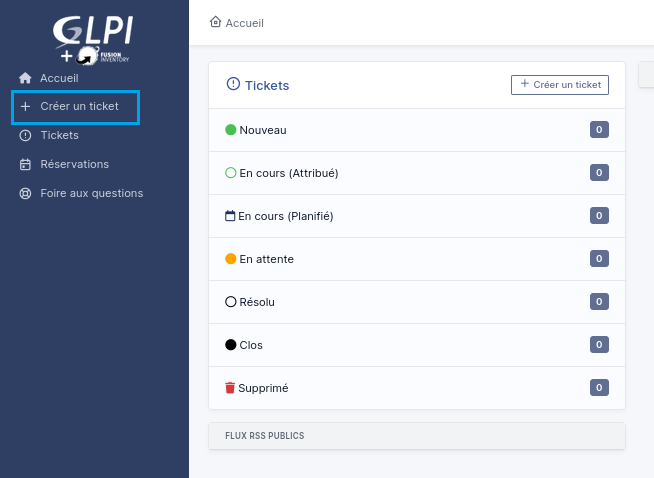 GLPI
+ FUSION
INVENTORY
Accueil
Créer un ticket
Tickets
Réservations
Foire aux questions
Accueil
Tickets
+ Créer un ticket
Nouveau 0
En cours (Attribué) 0
En cours (Planifié) 0
En attente 0
Résolu 0
Clos 0
Supprimé 0
FLUX RSS PUBLICS